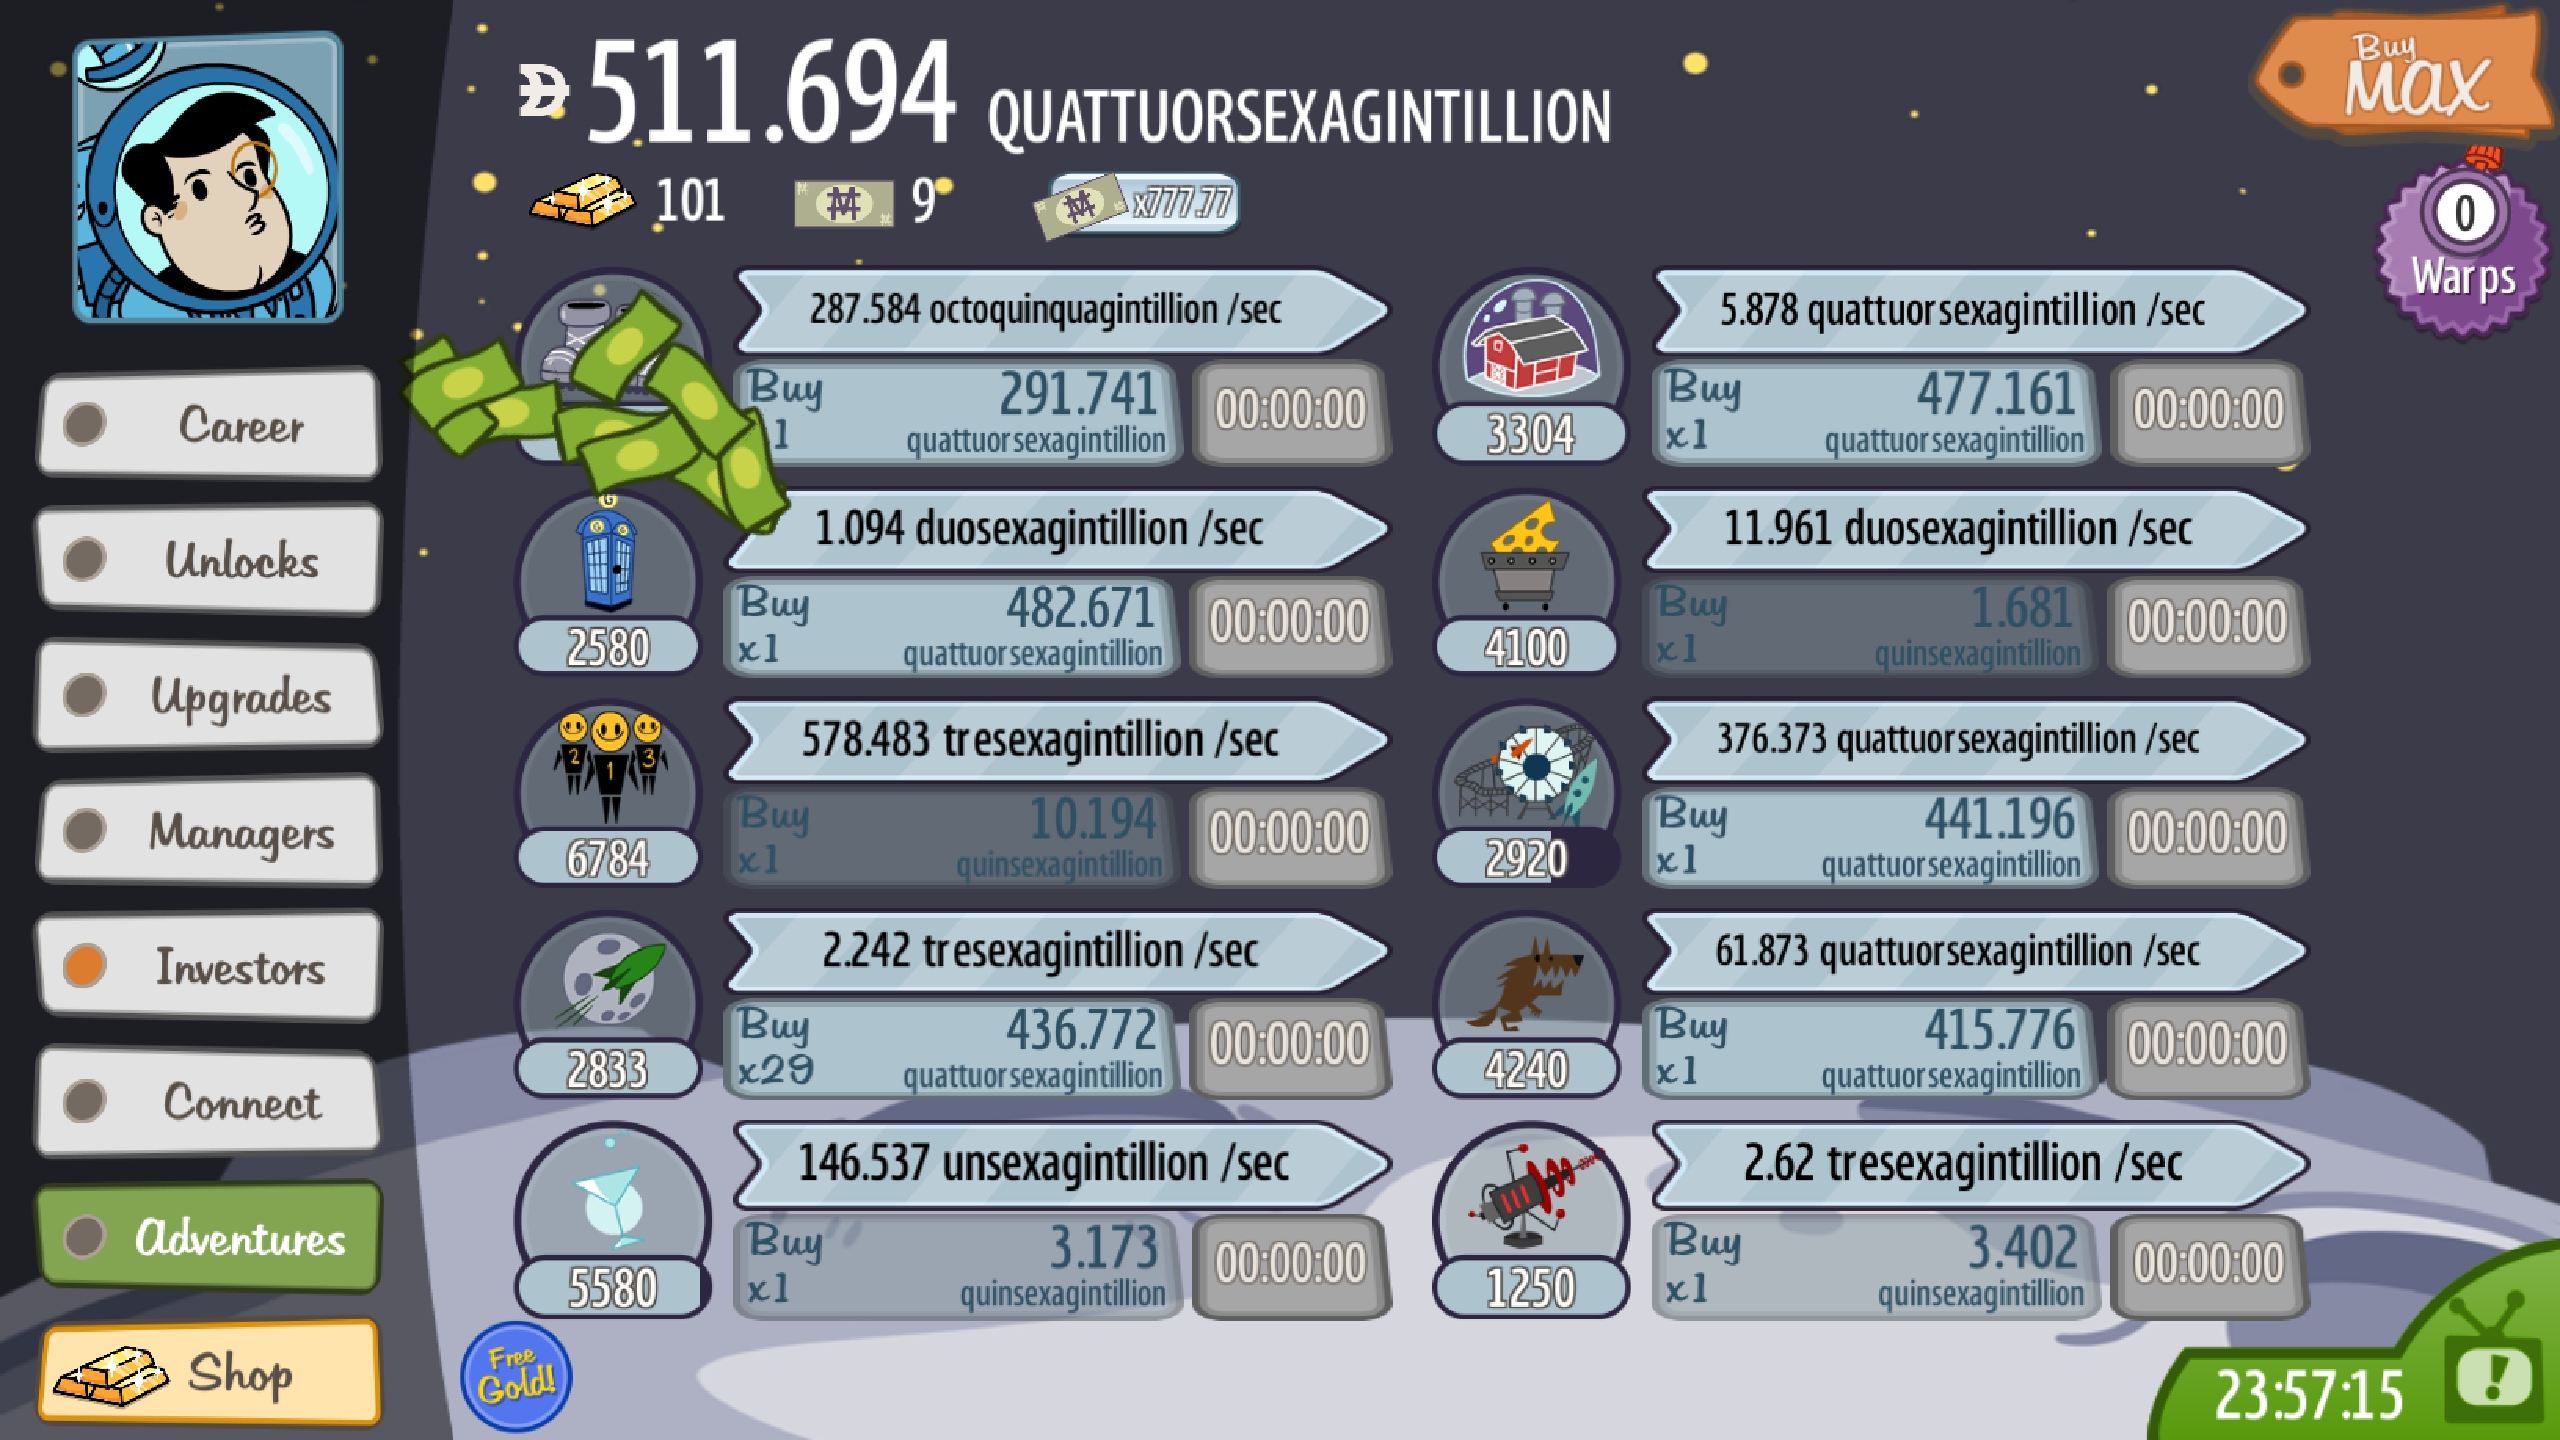 511.694 QUATTUORSEXAGINTILLION
Buy
MAX
101
9
x777.77
0
Warps
Career
Unlocks
Upgrades
Managers
Investors
Connect
Adventures
Shop
287.584 octoquinquagintillion /sec
Buy 291.741
1 quattuorsexagintillion
00:00:00
5.878 quattuorsexagintillion /sec
Buy 477.161
x1 quattuorsexagintillion
00:00:00
3304
G
1.094 duosexagintillion /sec
Buy 482.671
x1 quattuorsexagintillion
00:00:00
2580
11.961 duosexagintillion /sec
Buy 1.681
x1 quinsexagintillion
00:00:00
4100
2 1 3
578.483 tresexagintillion /sec
Buy 10.194
x1 quinsexagintillion
00:00:00
6784
376.373 quattuorsexagintillion /sec
Buy 441.196
x1 quattuorsexagintillion
00:00:00
2920
2.242 tresexagintillion /sec
Buy 436.772
x29 quattuorsexagintillion
00:00:00
2833
61.873 quattuorsexagintillion /sec
Buy 415.776
x1 quattuorsexagintillion
00:00:00
4240
146.537 unsexagintillion /sec
Buy 3.173
x1 quinsexagintillion
00:00:00
5580
2.62 tresexagintillion /sec
Buy 3.402
x1 quinsexagintillion
00:00:00
1250
Free
Gold!
23:57:15
!